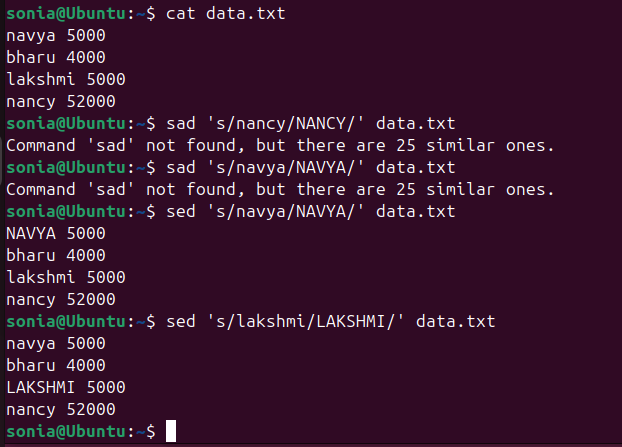 sonia@Ubuntu:~$ cat data.txt
navya 5000
bharu 4000
lakshmi 5000
nancy 52000
sonia@Ubuntu:~$ sad 's/nancy/NANCY/' data.txt
Command 'sad' not found, but there are 25 similar ones.
sonia@Ubuntu:~$ sad 's/navya/NAVYA/' data.txt
Command 'sad' not found, but there are 25 similar ones.
sonia@Ubuntu:~$ sed 's/navya/NAVYA/' data.txt
NAVYA 5000
bharu 4000
lakshmi 5000
nancy 52000
sonia@Ubuntu:~$ sed 's/lakshmi/LAKSHMI/' data.txt
navya 5000
bharu 4000
LAKSHMI 5000
nancy 52000
sonia@Ubuntu:~$